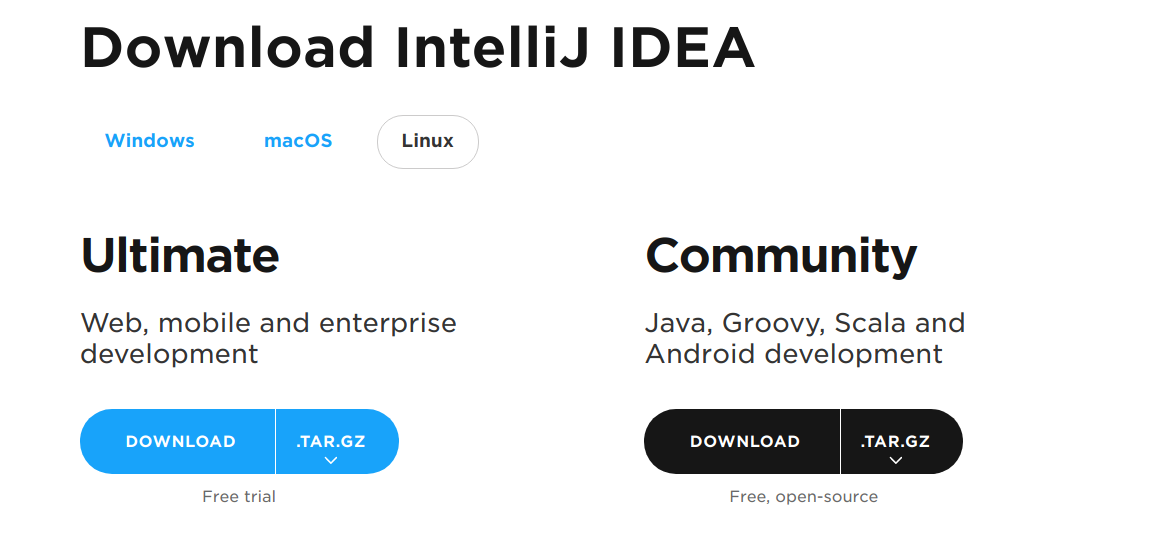 Download IntelliJ IDEA
Windows macOS Linux
Ultimate
Web, mobile and enterprise
development
DOWNLOAD .TAR.GZ
Free trial
Community
Java, Groovy, Scala and
Android development
DOWNLOAD .TAR.GZ
Free, open-source